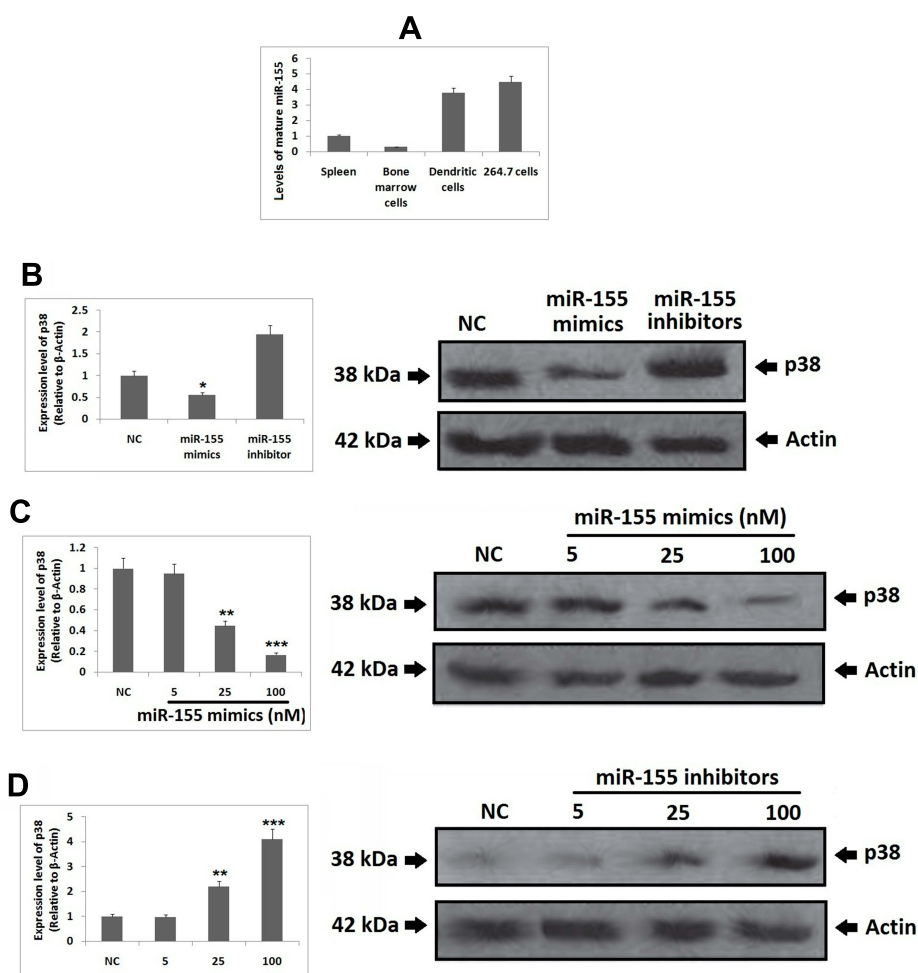 A
Levels of mature miR-155
6
5
4
3
2
1
0
Spleen
Bone marrow cells
Dendritic cells
264.7 cells
B
Expression level of p38
(Relative to β-Actin)
2.5
2
1.5
1
0.5
0
*
NC
miR-155 mimics
miR-155 inhibitor
NC
miR-155 mimics
miR-155 inhibitors
38 kDa
p38
42 kDa
Actin
C
Expression level of p38
(Relative to β-Actin)
1.2
1
0.8
0.6
0.4
0.2
0
**
***
NC 5 25 100
miR-155 mimics (nM)
miR-155 mimics (nM)
NC 5 25 100
38 kDa
p38
42 kDa
Actin
D
Expression level of p38
(Relative to β-Actin)
5
4
3
2
1
0
**
***
NC 5 25 100
miR-155 inhibitors
NC 5 25 100
38 kDa
p38
42 kDa
Actin